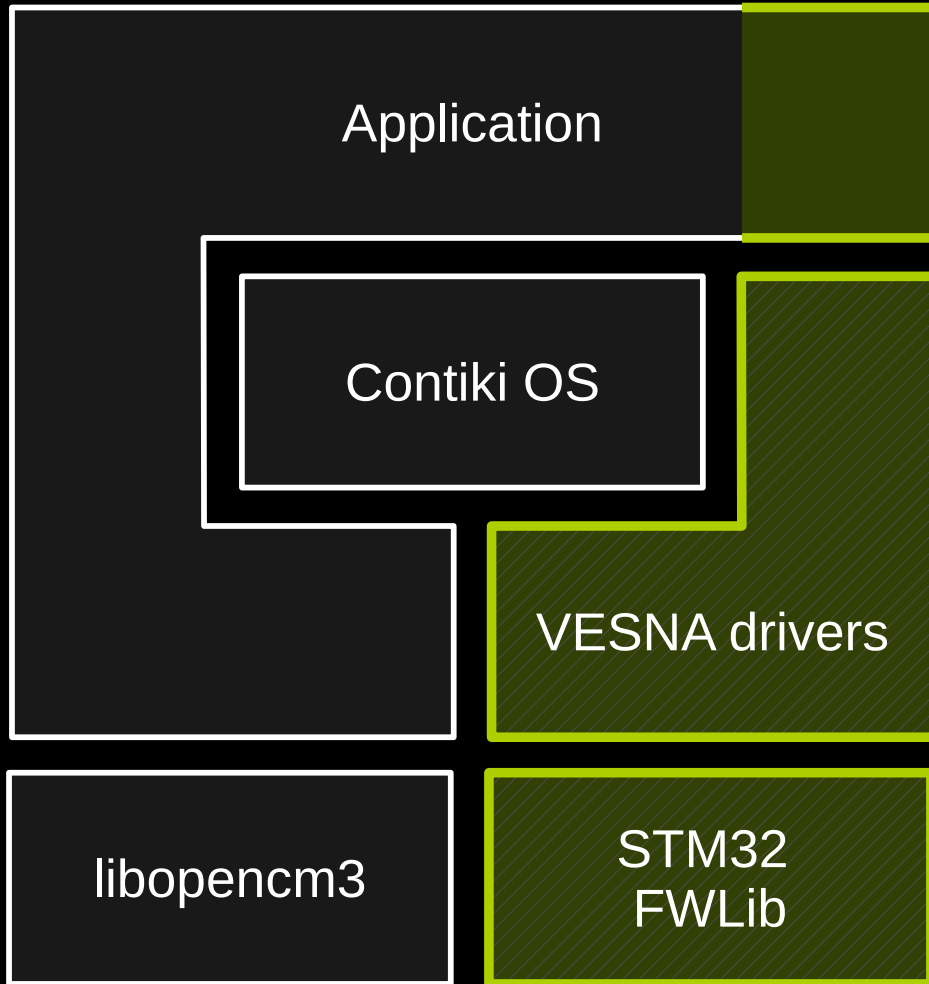 Application
Contiki OS
VESNA drivers
libopencm3
STM32
FWLib